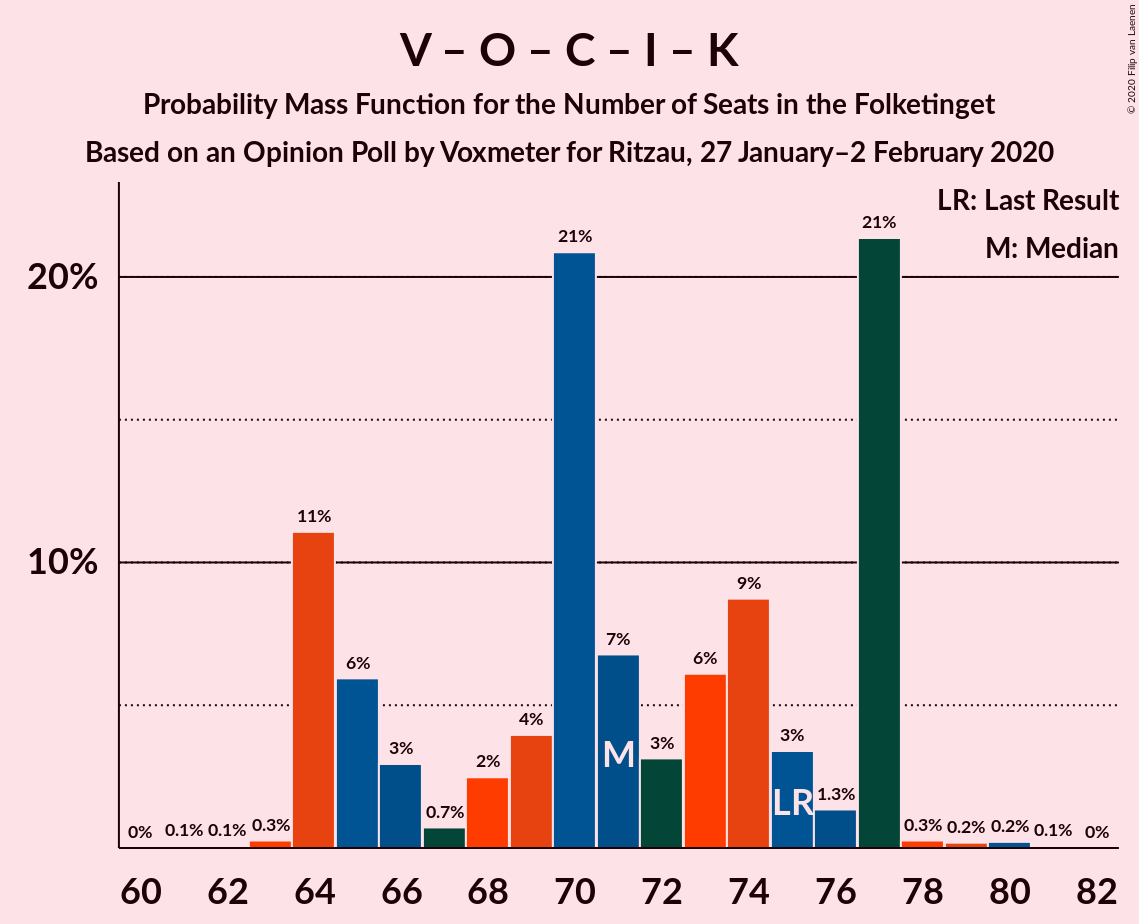 V – O – C – I – K
Probability Mass Function for the Number of Seats in the Folketinget
Based on an Opinion Poll by Voxmeter for Ritzau, 27 January–2 February 2020
© 2020 Filip van Laenen
LR: Last Result
M: Median
20%
10%
0% 0.1% 0.1% 0.3% 11% 6% 3% 0.7% 2% 4% 21% 7% 3% 6% 9% 3% 1.3% 21% 0.3% 0.2% 0.2% 0.1% 0%
M
LR
60 62 64 66 68 70 72 74 76 78 80 82